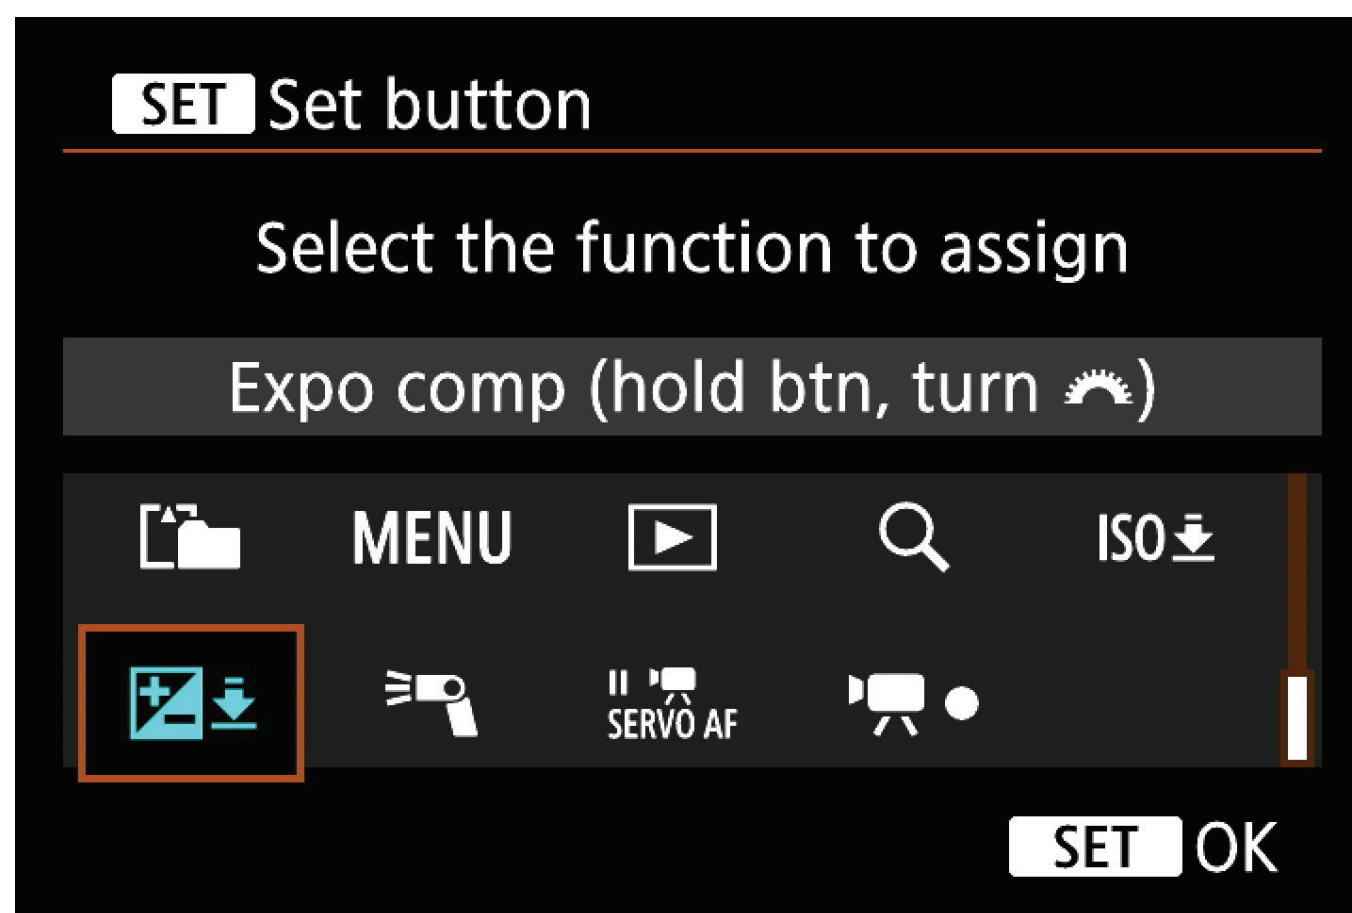 SET Set button
Select the function to assign
Expo comp (hold btn, turn )
MENU ISO
SERVO AF
SET OK